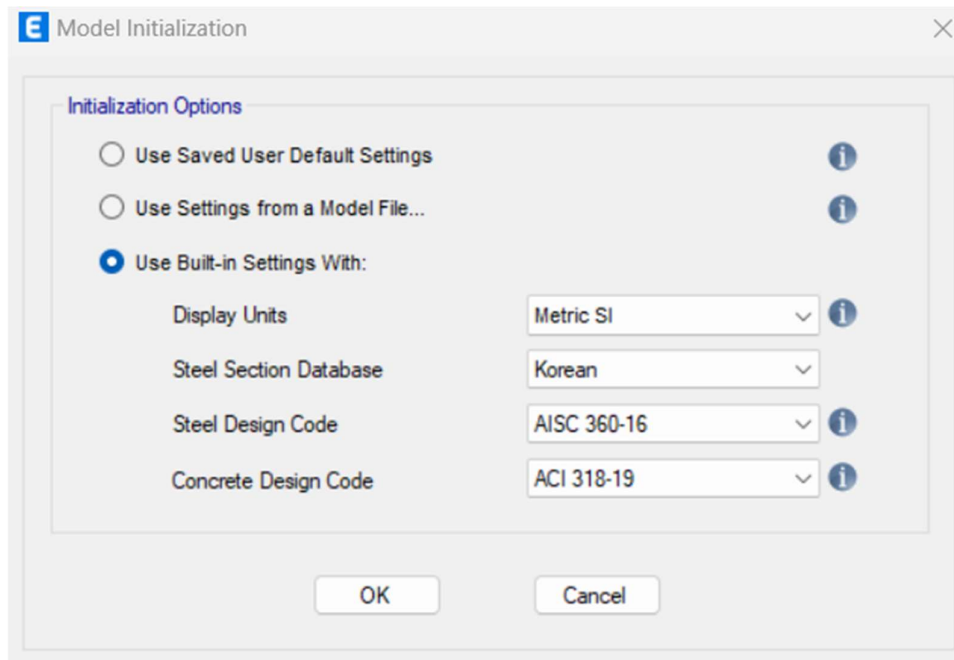 E Model Initialization
Initialization Options
Use Saved User Default Settings
Use Settings from a Model File...
Use Built-in Settings With:
Display Units Metric SI
Steel Section Database Korean
Steel Design Code AISC 360-16
Concrete Design Code ACI 318-19
OK Cancel